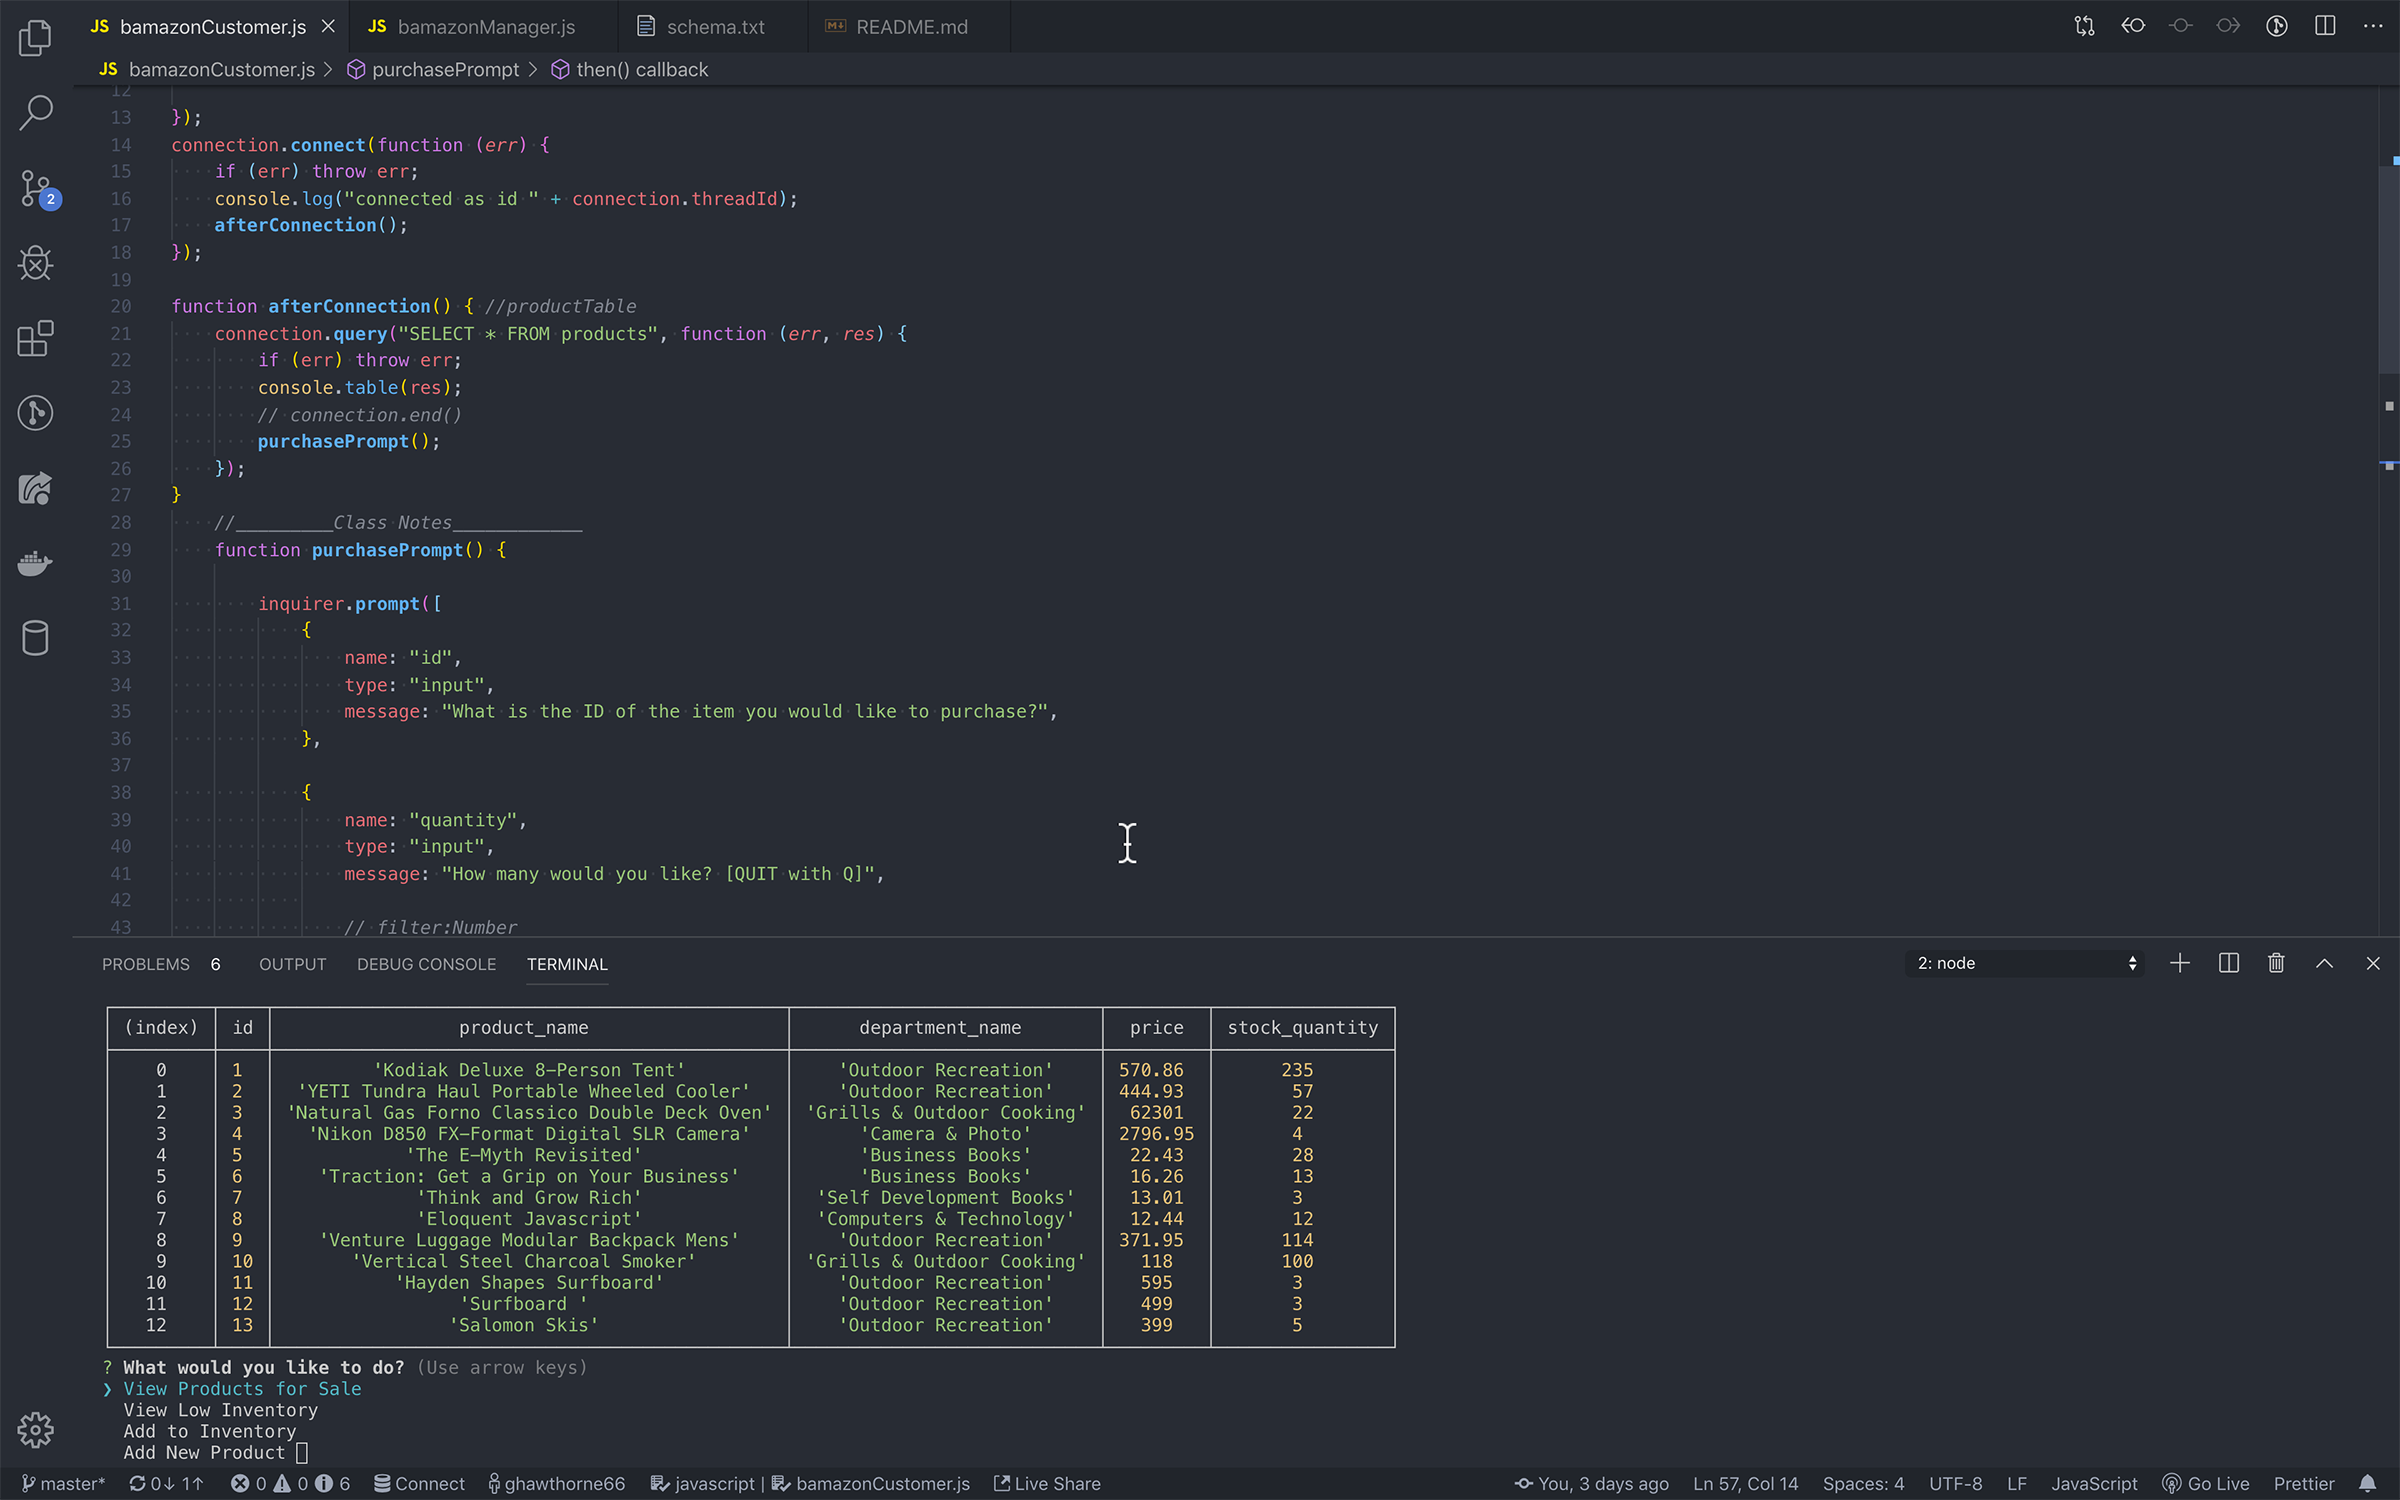 JS bamazonCustomer.js JS bamazonManager.js schema.txt README.md
JS bamazonCustomer.js > purchasePrompt > then() callback
12
13 });
14 connection.connect(function (err) {
15 if (err) throw err;
16 console.log("connected as id " + connection.threadId);
17 afterConnection();
18 });
19
20 function afterConnection() { //productTable
21 connection.query("SELECT * FROM products", function (err, res) {
22 if (err) throw err;
23 console.table(res);
24 // connection.end()
25 purchasePrompt();
26 });
27 }
28 //_________Class Notes____________
29 function purchasePrompt() {
30
31 inquirer.prompt([
32 {
33 name: "id",
34 type: "input",
35 message: "What is the ID of the item you would like to purchase?",
36 },
37
38 {
39 name: "quantity",
40 type: "input",
41 message: "How many would you like? [QUIT with Q]",
42
43 // filter:Number
2
PROBLEMS 6 OUTPUT DEBUG CONSOLE TERMINAL 2: node
(index) id product_name department_name price stock_quantity
0 1 'Kodiak Deluxe 8-Person Tent' 'Outdoor Recreation' 570.86 235
1 2 'YETI Tundra Haul Portable Wheeled Cooler' 'Outdoor Recreation' 444.93 57
2 3 'Natural Gas Forno Classico Double Deck Oven' 'Grills & Outdoor Cooking' 62301 22
3 4 'Nikon D850 FX-Format Digital SLR Camera' 'Camera & Photo' 2796.95 4
4 5 'The E-Myth Revisited' 'Business Books' 22.43 28
5 6 'Traction: Get a Grip on Your Business' 'Business Books' 16.26 13
6 7 'Think and Grow Rich' 'Self Development Books' 13.01 3
7 8 'Eloquent Javascript' 'Computers & Technology' 12.44 12
8 9 'Venture Luggage Modular Backpack Mens' 'Outdoor Recreation' 371.95 114
9 10 'Vertical Steel Charcoal Smoker' 'Grills & Outdoor Cooking' 118 100
10 11 'Hayden Shapes Surfboard' 'Outdoor Recreation' 595 3
11 12 'Surfboard ' 'Outdoor Recreation' 499 3
12 13 'Salomon Skis' 'Outdoor Recreation' 399 5
? What would you like to do? (Use arrow keys)
❯ View Products for Sale
View Low Inventory
Add to Inventory
Add New Product
master* 0↓ 1↑ 0 0 6 Connect ghawthorne66 javascript | bamazonCustomer.js Live Share You, 3 days ago Ln 57, Col 14 Spaces: 4 UTF-8 LF JavaScript Go Live Prettier